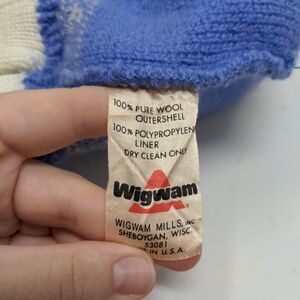 100% PURE WOOL
OUTERSHELL
100% POLYPROPYLEN
LINER
DRY CLEAN ONLY
Wigwam
WIGWAM MILLS, INC.
SHEBOYGAN, WISC.
53081
IN U.S.A.